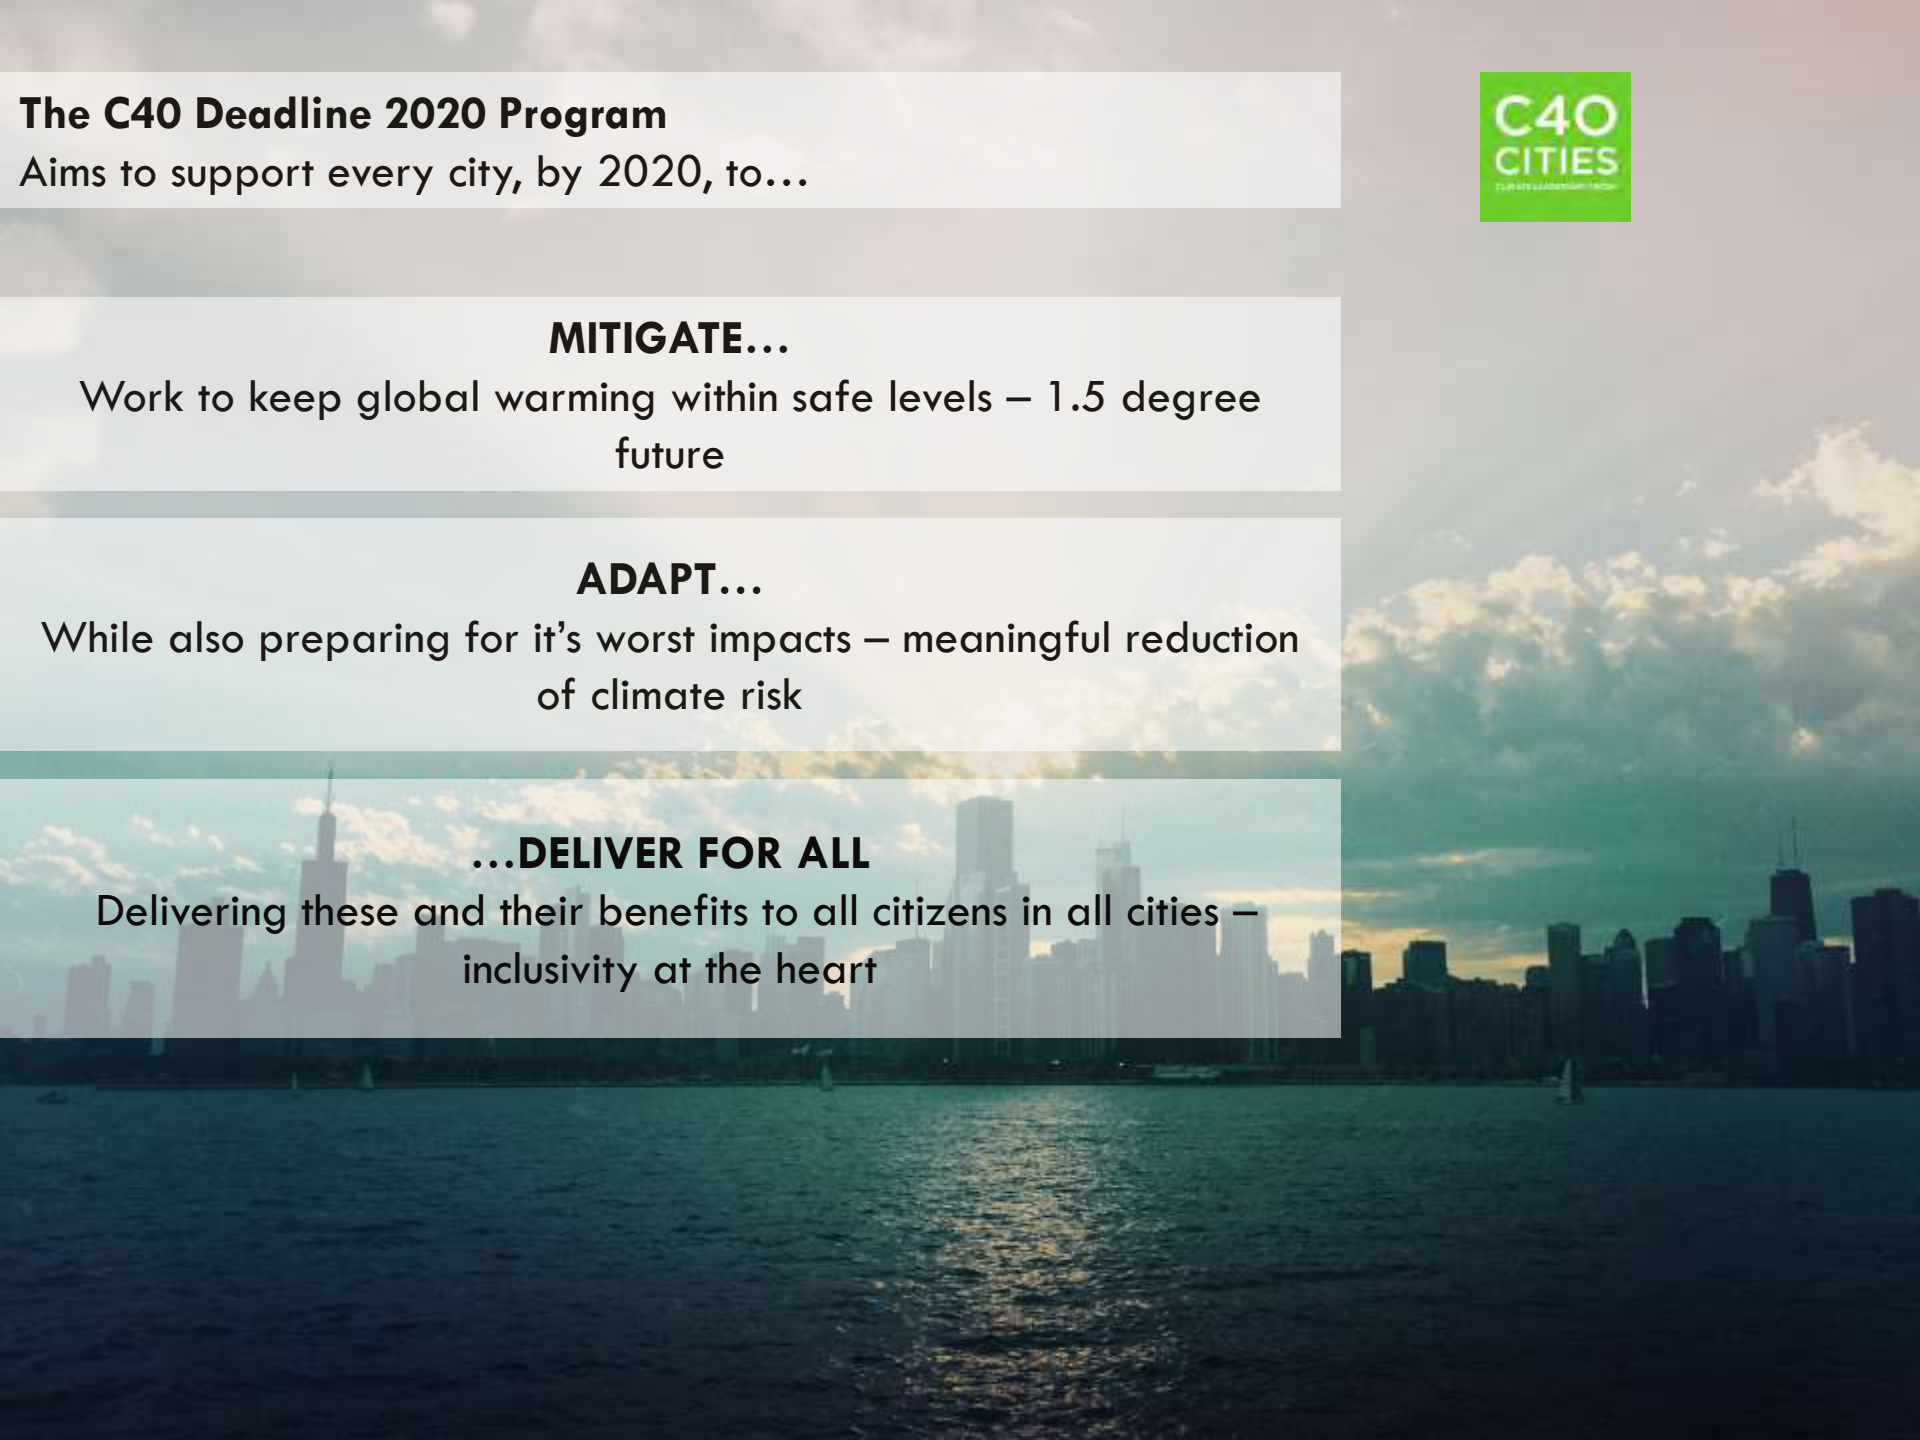 The C40 Deadline 2020 Program
Aims to support every city, by 2020, to…
C40
CITIES
MITIGATE…
Work to keep global warming within safe levels – 1.5 degree
future
ADAPT…
While also preparing for it’s worst impacts – meaningful reduction
of climate risk
…DELIVER FOR ALL
Delivering these and their benefits to all citizens in all cities –
inclusivity at the heart